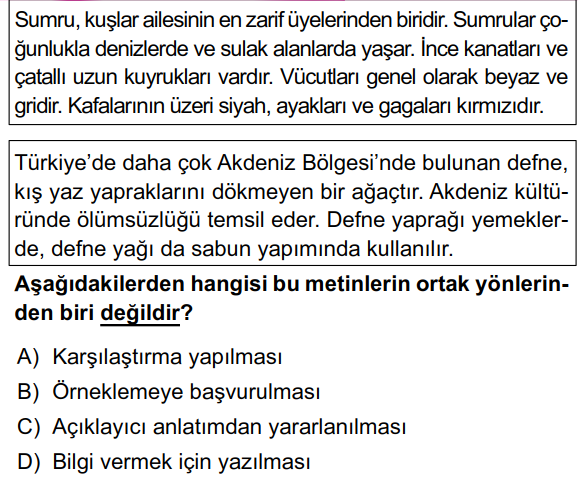 Sumru, kuşlar ailesinin en zarif üyelerinden biridir. Sumrular ço-
ğunlukla denizlerde ve sulak alanlarda yaşar. İnce kanatları ve
çatallı uzun kuyrukları vardır. Vücutları genel olarak beyaz ve
gridir. Kafalarının üzeri siyah, ayakları ve gagaları kırmızıdır.
Türkiye’de daha çok Akdeniz Bölgesi’nde bulunan defne,
kış yaz yapraklarını dökmeyen bir ağaçtır. Akdeniz kültü-
ründe ölümsüzlüğü temsil eder. Defne yaprağı yemekler-
de, defne yağı da sabun yapımında kullanılır.
Aşağıdakilerden hangisi bu metinlerin ortak yönlerin-
den biri değildir?
A) Karşılaştırma yapılması
B) Örneklemeye başvurulması
C) Açıklayıcı anlatımdan yararlanılması
D) Bilgi vermek için yazılması